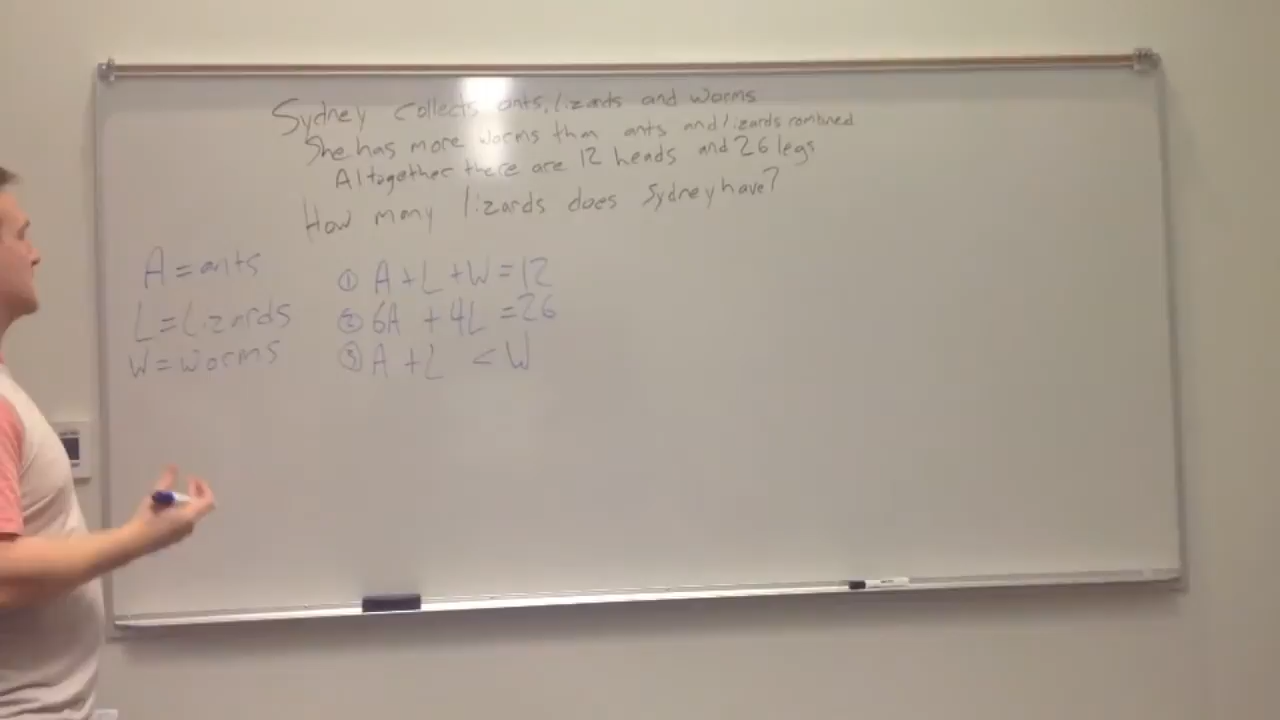 Sydney collects ants, lizards and worms
She has more worms than ants and lizards combined
Altogether there are 12 heads and 26 legs
How many lizards does Sydney have?
A = ants
L = Lizards
W = worms
① A + L + W = 12
② 6A + 4L = 26
③ A + L < W